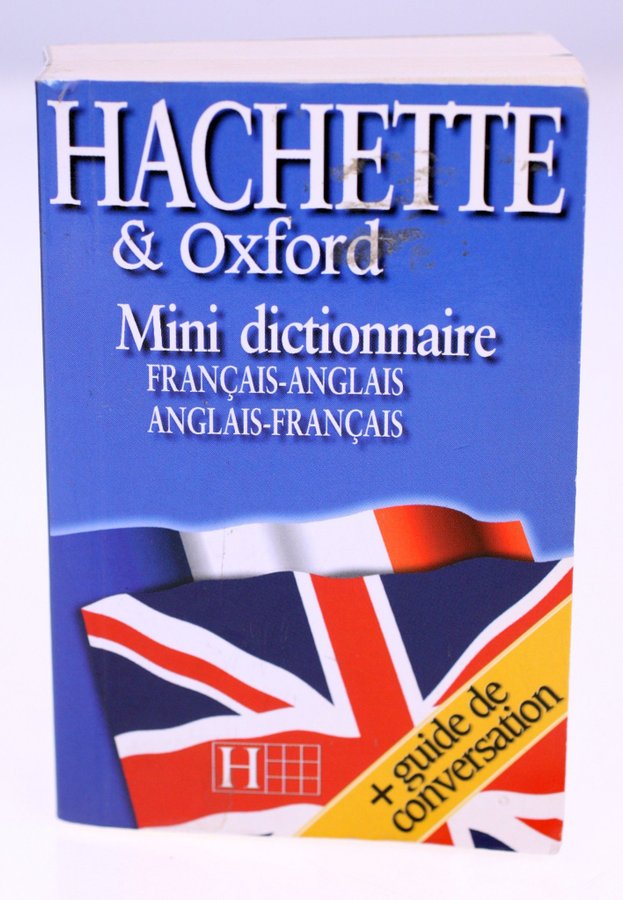 HACHETTE
& Oxford
Mini dictionnaire
FRANÇAIS-ANGLAIS
ANGLAIS-FRANÇAIS
+ guide de
conversation
H